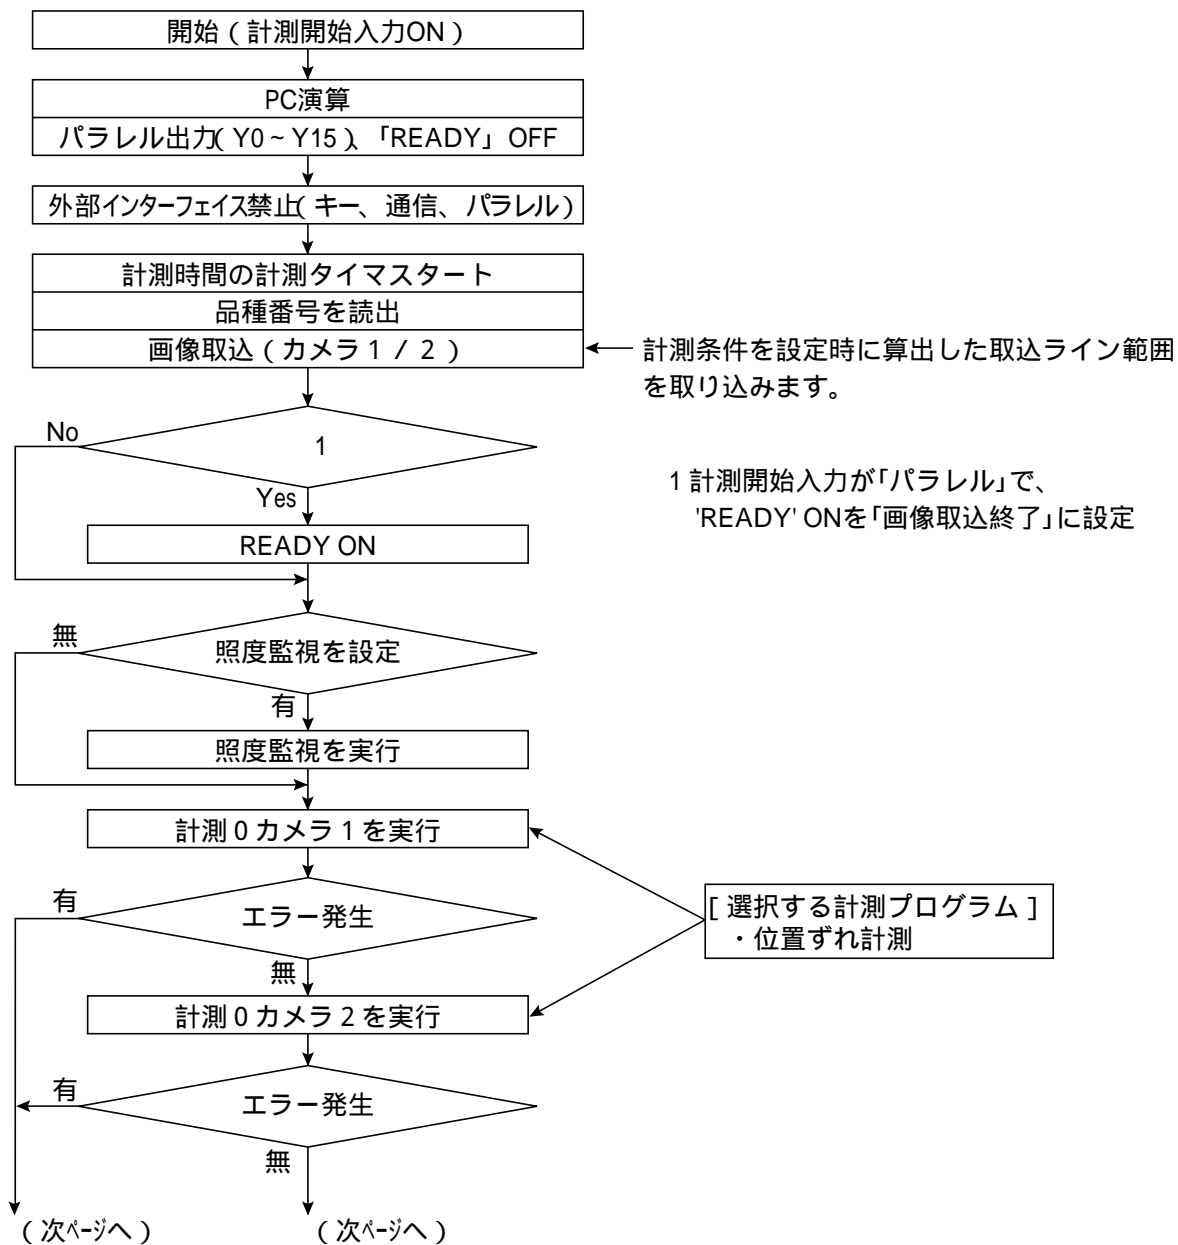 開始（計測開始入力ON）
PC演算
パラレル出力（Y0～Y15）、「READY」OFF
外部インターフェイス禁止（キー、通信、パラレル）
計測時間の計測タイマスタート
品種番号を読出
画像取込（カメラ1／2）
計測条件を設定時に算出した取込ライン範囲
を取り込みます。
No
1
Yes
1 計測開始入力が「パラレル」で、
'READY' ONを「画像取込終了」に設定
READY ON
無
照度監視を設定
有
照度監視を実行
計測0カメラ1を実行
有
エラー発生
無
［選択する計測プログラム］
・位置ずれ計測
計測0カメラ2を実行
有
エラー発生
無
（次ページへ）
（次ページへ）